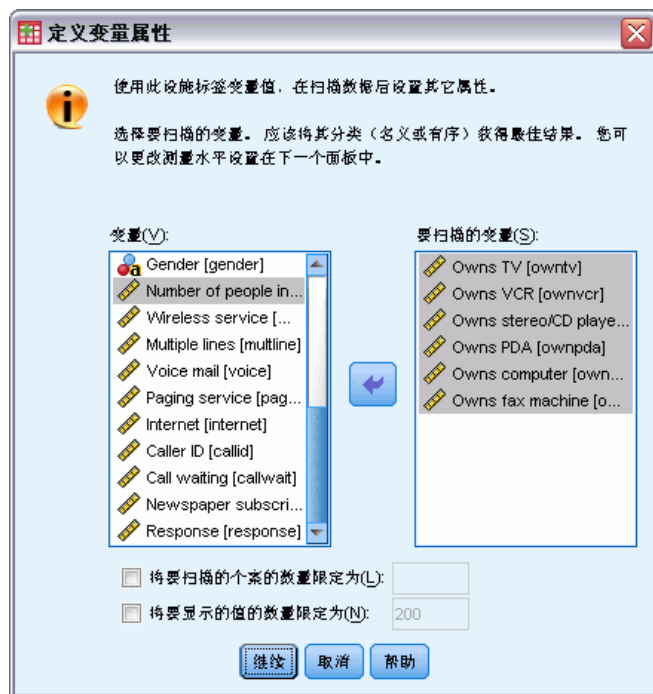 定义变量属性
使用此设施标签变量值，在扫描数据后设置其它属性。
选择要扫描的变量。 应该将其分类（名义或有序）获得最佳结果。 您可
以更改测量水平设置在下一个面板中。
变量(V):
Gender [gender]
Number of people in...
Wireless service [...
Multiple lines [multline]
Voice mail [voice]
Paging service [pag...
Internet [internet]
Caller ID [callid]
Call waiting [callwait]
Newspaper subscri...
Response [response]
要扫描的变量(S):
Owns TV [owntv]
Owns VCR [ownvcr]
Owns stereo/CD playe...
Owns PDA [ownpda]
Owns computer [own...
Owns fax machine [o...
将要扫描的个案的数量限定为(L):
将要显示的值的数量限定为(N): 200
继续 取消 帮助